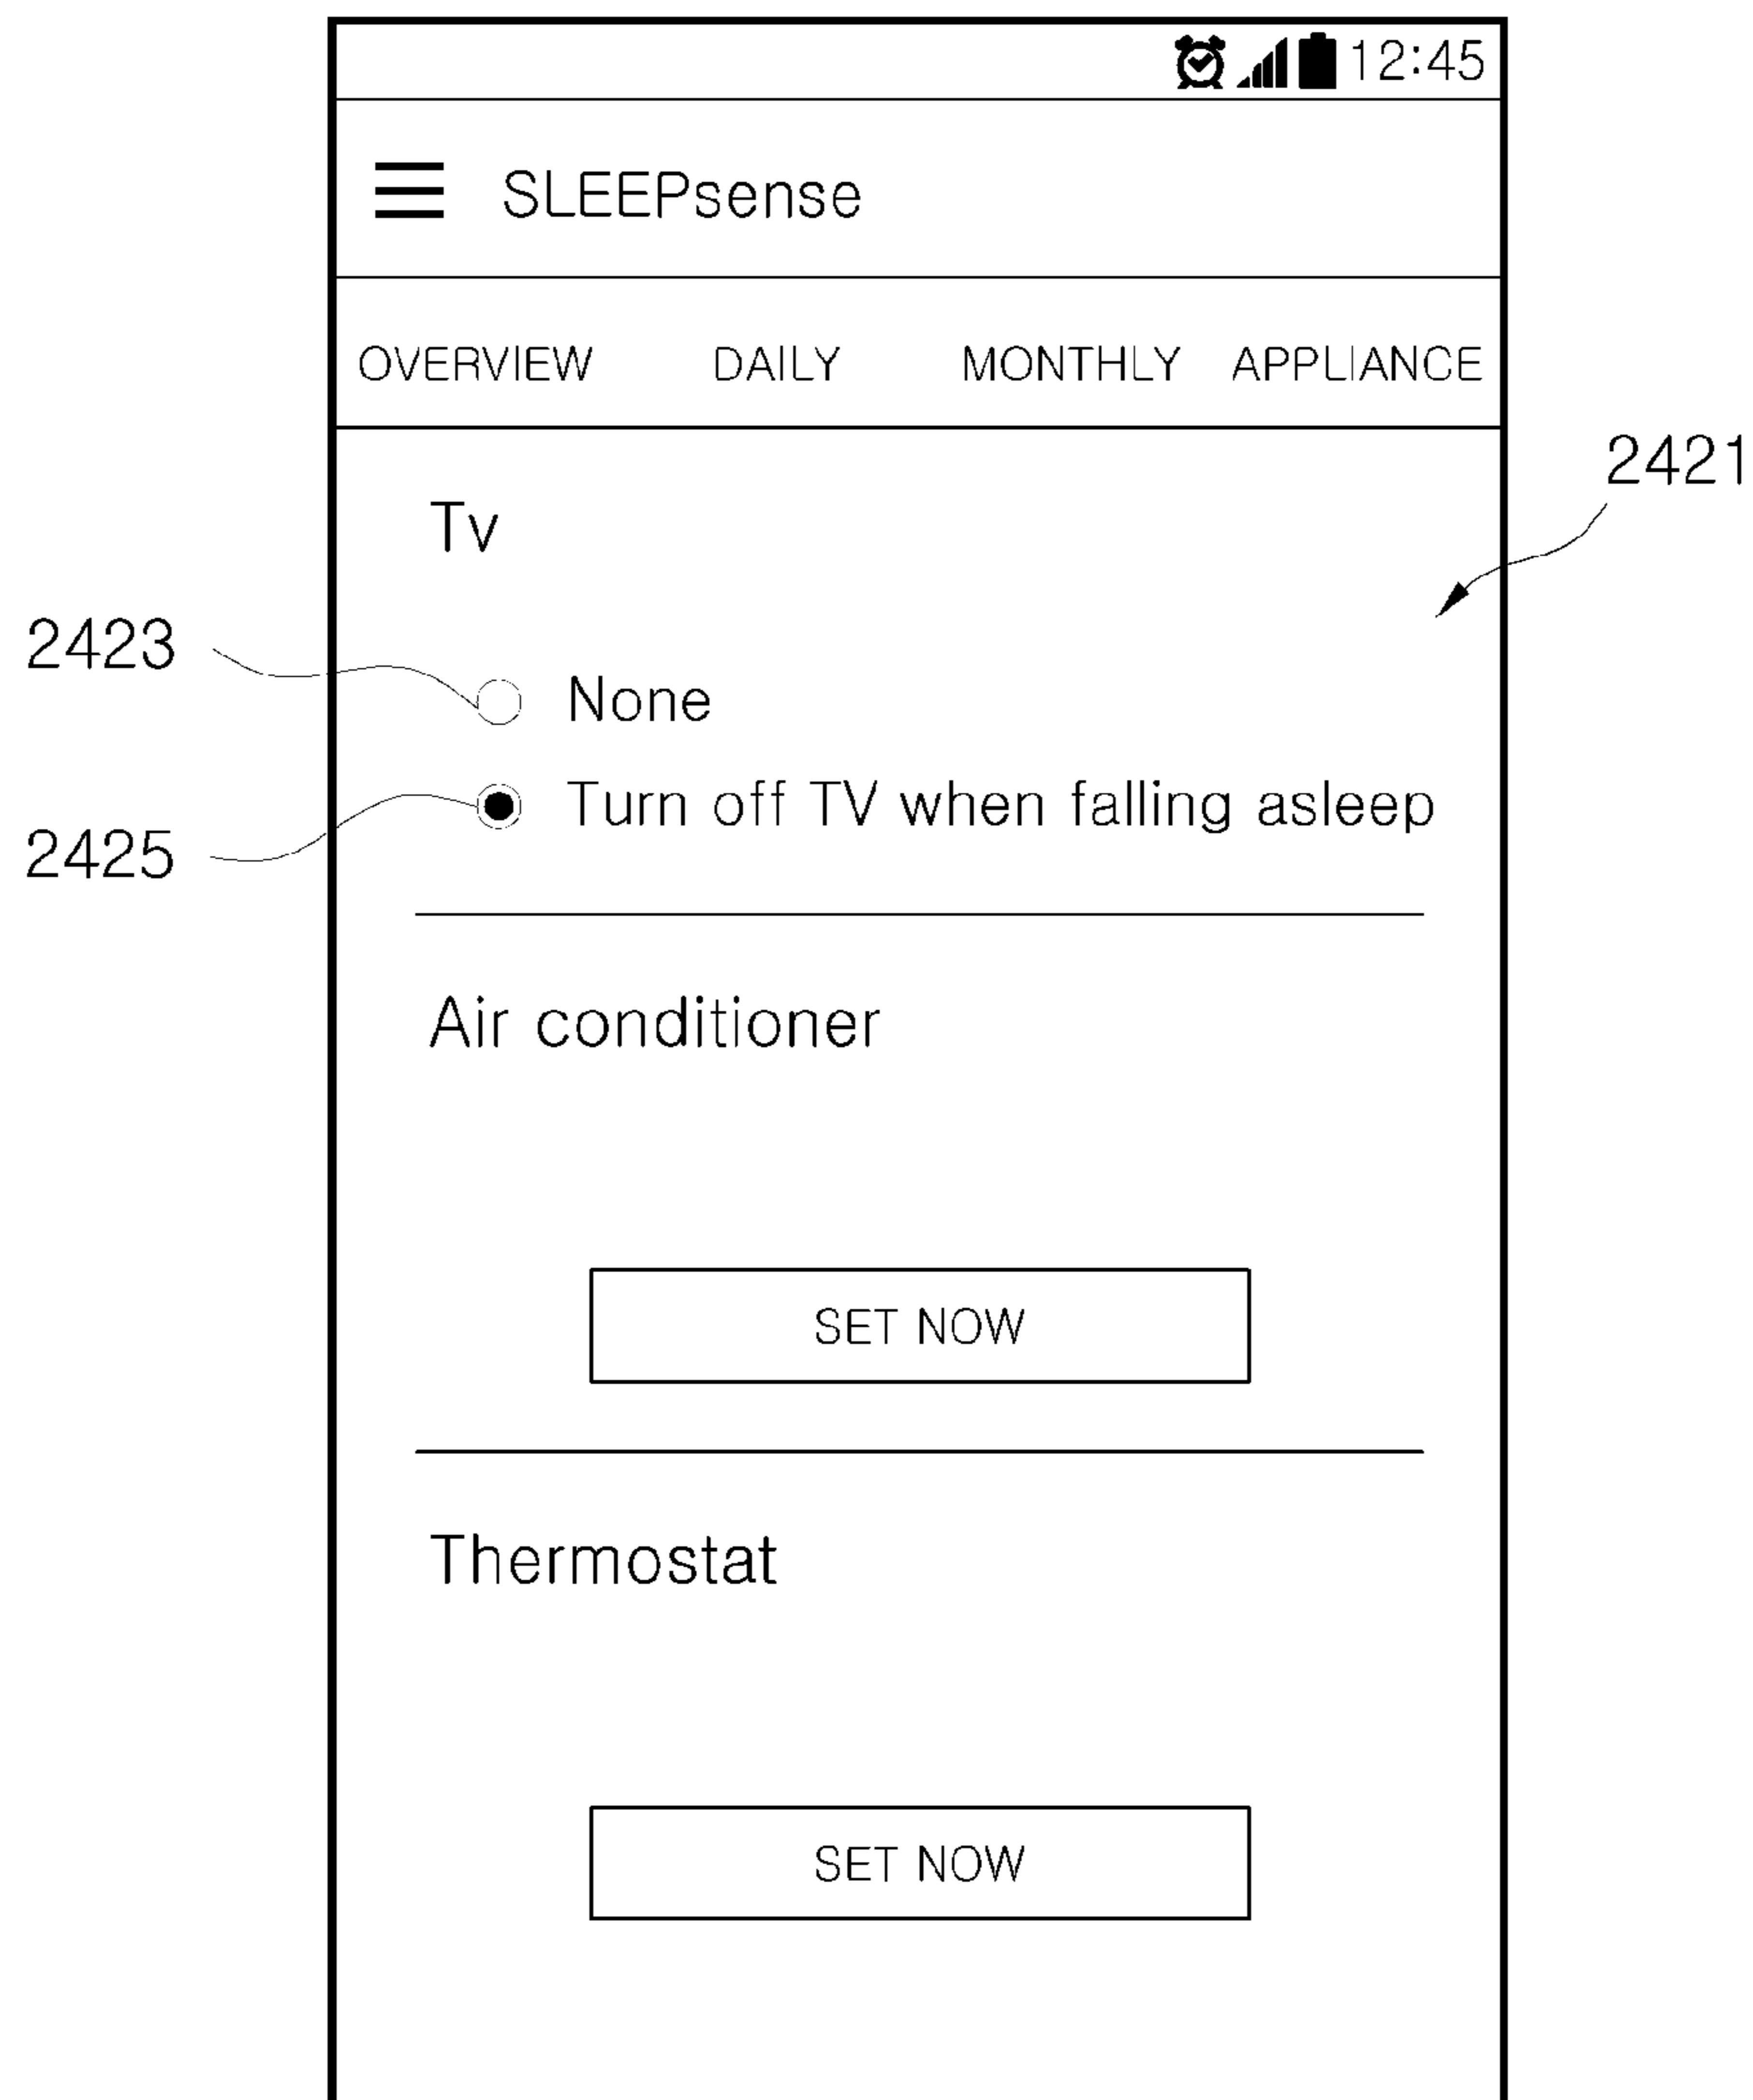 12:45
SLEEPsense
OVERVIEW DAILY MONTHLY APPLIANCE
2421
Tv
2423
None
Turn off TV when falling asleep
2425
Air conditioner
SET NOW
Thermostat
SET NOW